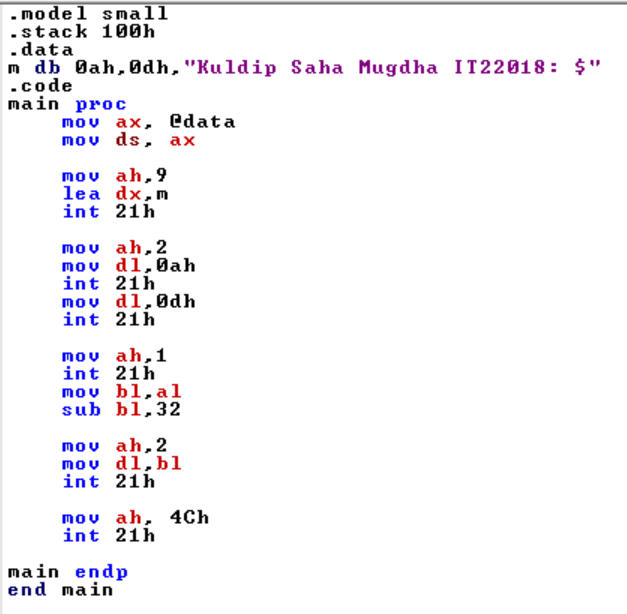 .model small
.stack 100h
.data
m db 0ah,0dh,"Kuldip Saha Mugdha IT22018: $"
.code
main proc
mov ax, @data
mov ds, ax
mov ah,9
lea dx,m
int 21h
mov ah,2
mov dl,0ah
int 21h
mov dl,0dh
int 21h
mov ah,1
int 21h
mov bl,al
sub bl,32
mov ah,2
mov dl,bl
int 21h
mov ah, 4Ch
int 21h
main endp
end main